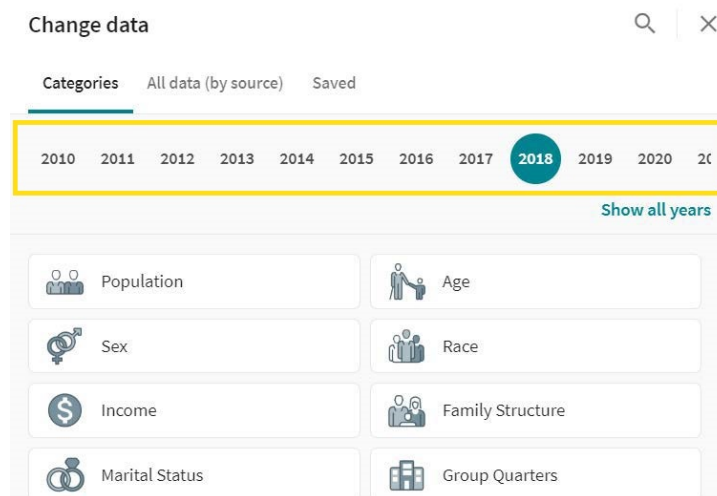 Change data
Categories All data (by source) Saved
2010 2011 2012 2013 2014 2015 2016 2017 2018 2019 2020
Show all years
Population Age
Sex Race
$
Income Family Structure
Marital Status Group Quarters